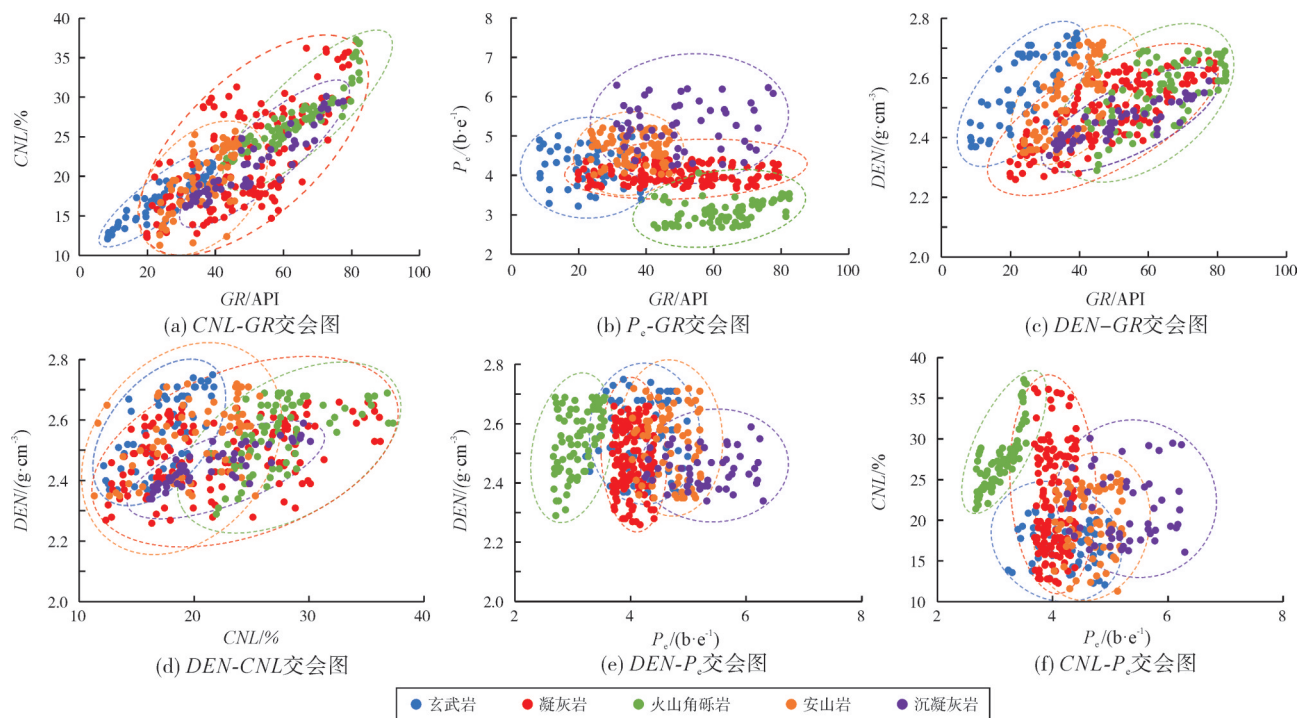 40
35
30
25
20
15
10
CNL/%
0 20 40 60 80 100
GR/API
(a) CNL-GR交会图
8
7
6
5
4
3
2
Pe/(b·e-1)
0 20 40 60 80 100
GR/API
(b) Pe-GR交会图
2.8
2.6
2.4
2.2
2.0
DEN/(g·cm-3)
0 20 40 60 80 100
GR/API
(c) DEN-GR交会图
2.8
2.6
2.4
2.2
2.0
DEN/(g·cm-3)
10 20 30 40
CNL/%
(d) DEN-CNL交会图
2.8
2.6
2.4
2.2
2.0
DEN/(g·cm-3)
2 4 6 8
Pe/(b·e-1)
(e) DEN-Pe交会图
40
35
30
25
20
15
10
CNL/%
2 4 6 8
Pe/(b·e-1)
(f) CNL-Pe交会图
玄武岩 凝灰岩 火山角砾岩 安山岩 沉凝灰岩